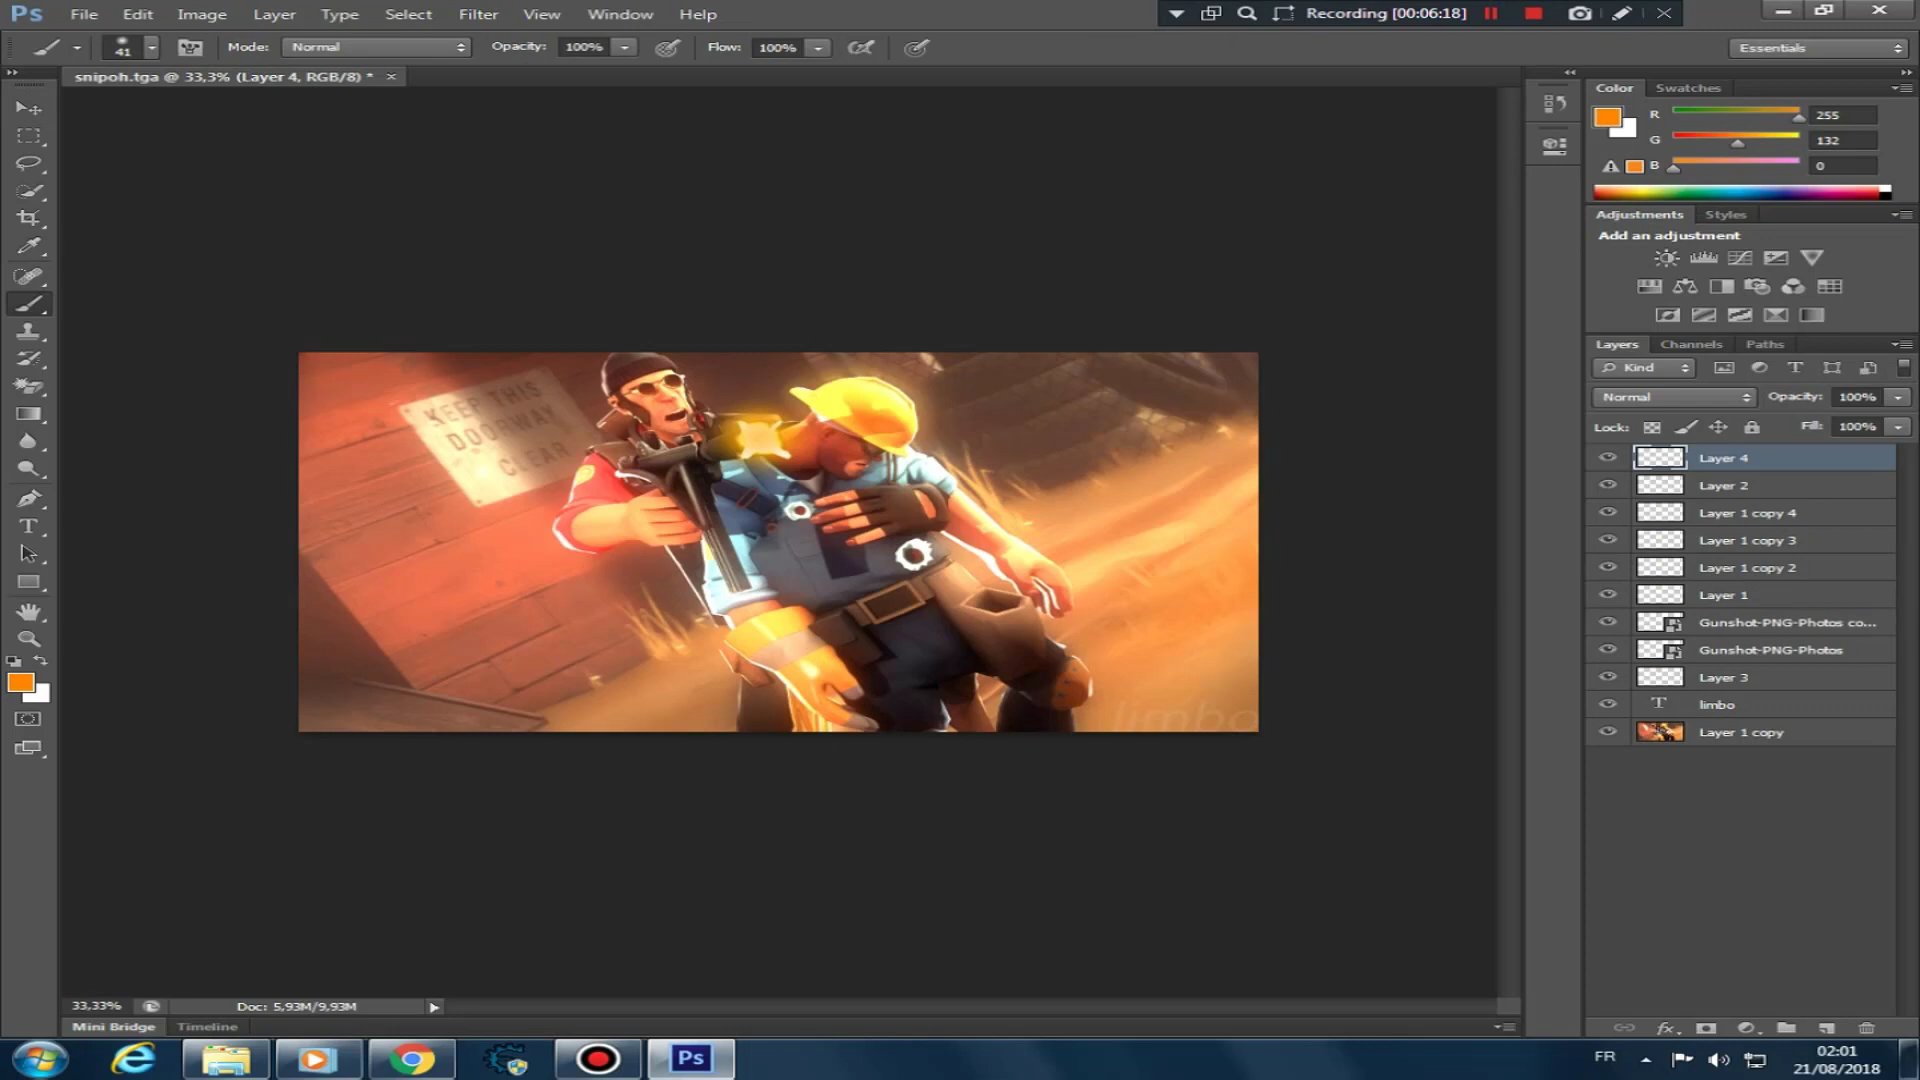 Ps File Edit Image Layer Type Select Filter View Window Help
Recording [00:06:18]
41 Mode: Normal Opacity: 100% Flow: 100% Essentials
snipoh.tga @ 33,3% (Layer 4, RGB/8) * ×
Color Swatches
R 255
G 132
B 0
Adjustments Styles
Add an adjustment
Layers Channels Paths
Kind
Normal Opacity: 100%
Lock: Fill: 100%
Layer 4
Layer 2
Layer 1 copy 4
Layer 1 copy 3
Layer 1 copy 2
Layer 1
Gunshot-PNG-Photos co...
Gunshot-PNG-Photos
Layer 3
limbo
Layer 1 copy
KEEP THIS
DOORWAY
CLEAR
limbo
33,33% Doc: 5,93M/9,93M
Mini Bridge Timeline
Ps
FR
02:01
21/08/2018